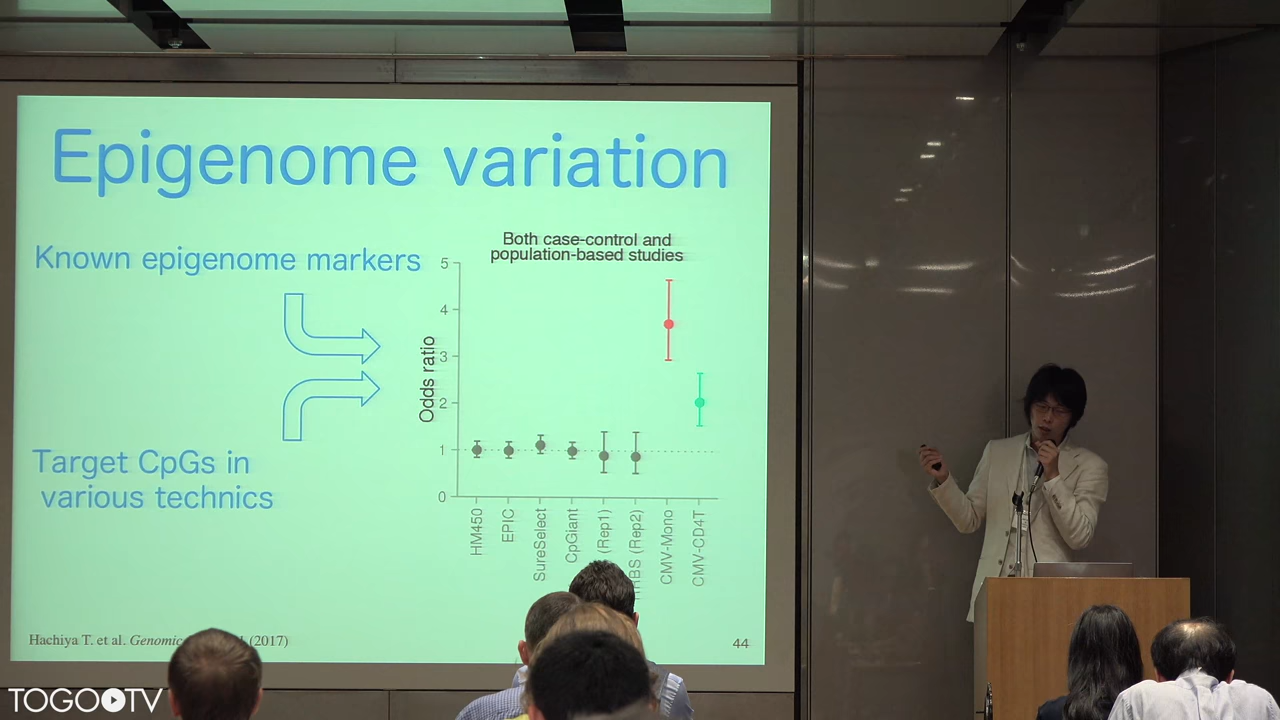 Epigenome variation
Known epigenome markers
Target CpGs in
various technics
Both case-control and
population-based studies
Odds ratio
5
4
3
2
1
0
HM450
EPIC
SureSelect
CpGiant
(Rep1)
(Rep2)
CMV-Mono
CMV-CD4T
Hachiya T. et al. (2017)
44
TOGOTV